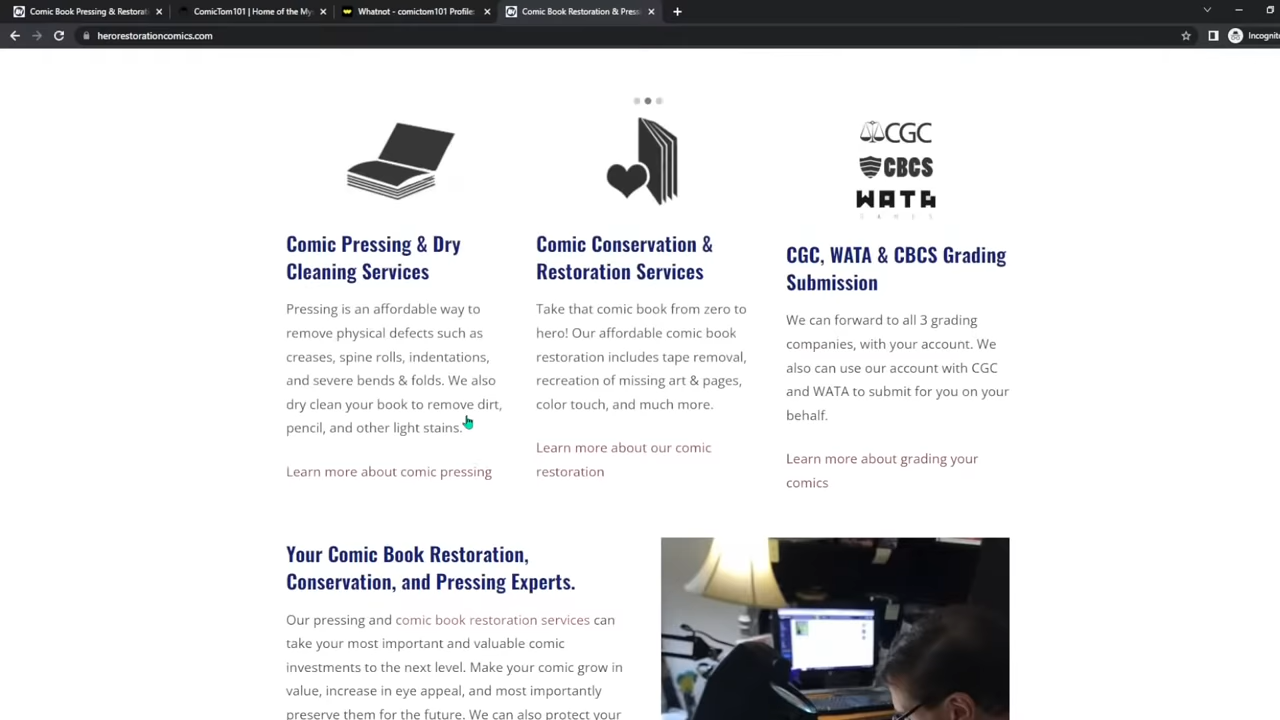 Comic Book Pressing & Restorat
ComicTom101 | Home of the My
Whatnot - comictom101 Profile
Comic Book Restoration & Press
herorestorationcomics.com
Incognito
CGC
CBCS
WATA
Comic Pressing & Dry
Cleaning Services
Pressing is an affordable way to
remove physical defects such as
creases, spine rolls, indentations,
and severe bends & folds. We also
dry clean your book to remove dirt,
pencil, and other light stains.
Learn more about comic pressing
Comic Conservation &
Restoration Services
Take that comic book from zero to
hero! Our affordable comic book
restoration includes tape removal,
recreation of missing art & pages,
color touch, and much more.
Learn more about our comic
restoration
CGC, WATA & CBCS Grading
Submission
We can forward to all 3 grading
companies, with your account. We
also can use our account with CGC
and WATA to submit for you on your
behalf.
Learn more about grading your
comics
Your Comic Book Restoration,
Conservation, and Pressing Experts.
Our pressing and comic book restoration services can
take your most important and valuable comic
investments to the next level. Make your comic grow in
value, increase in eye appeal, and most importantly
preserve them for the future. We can also protect your